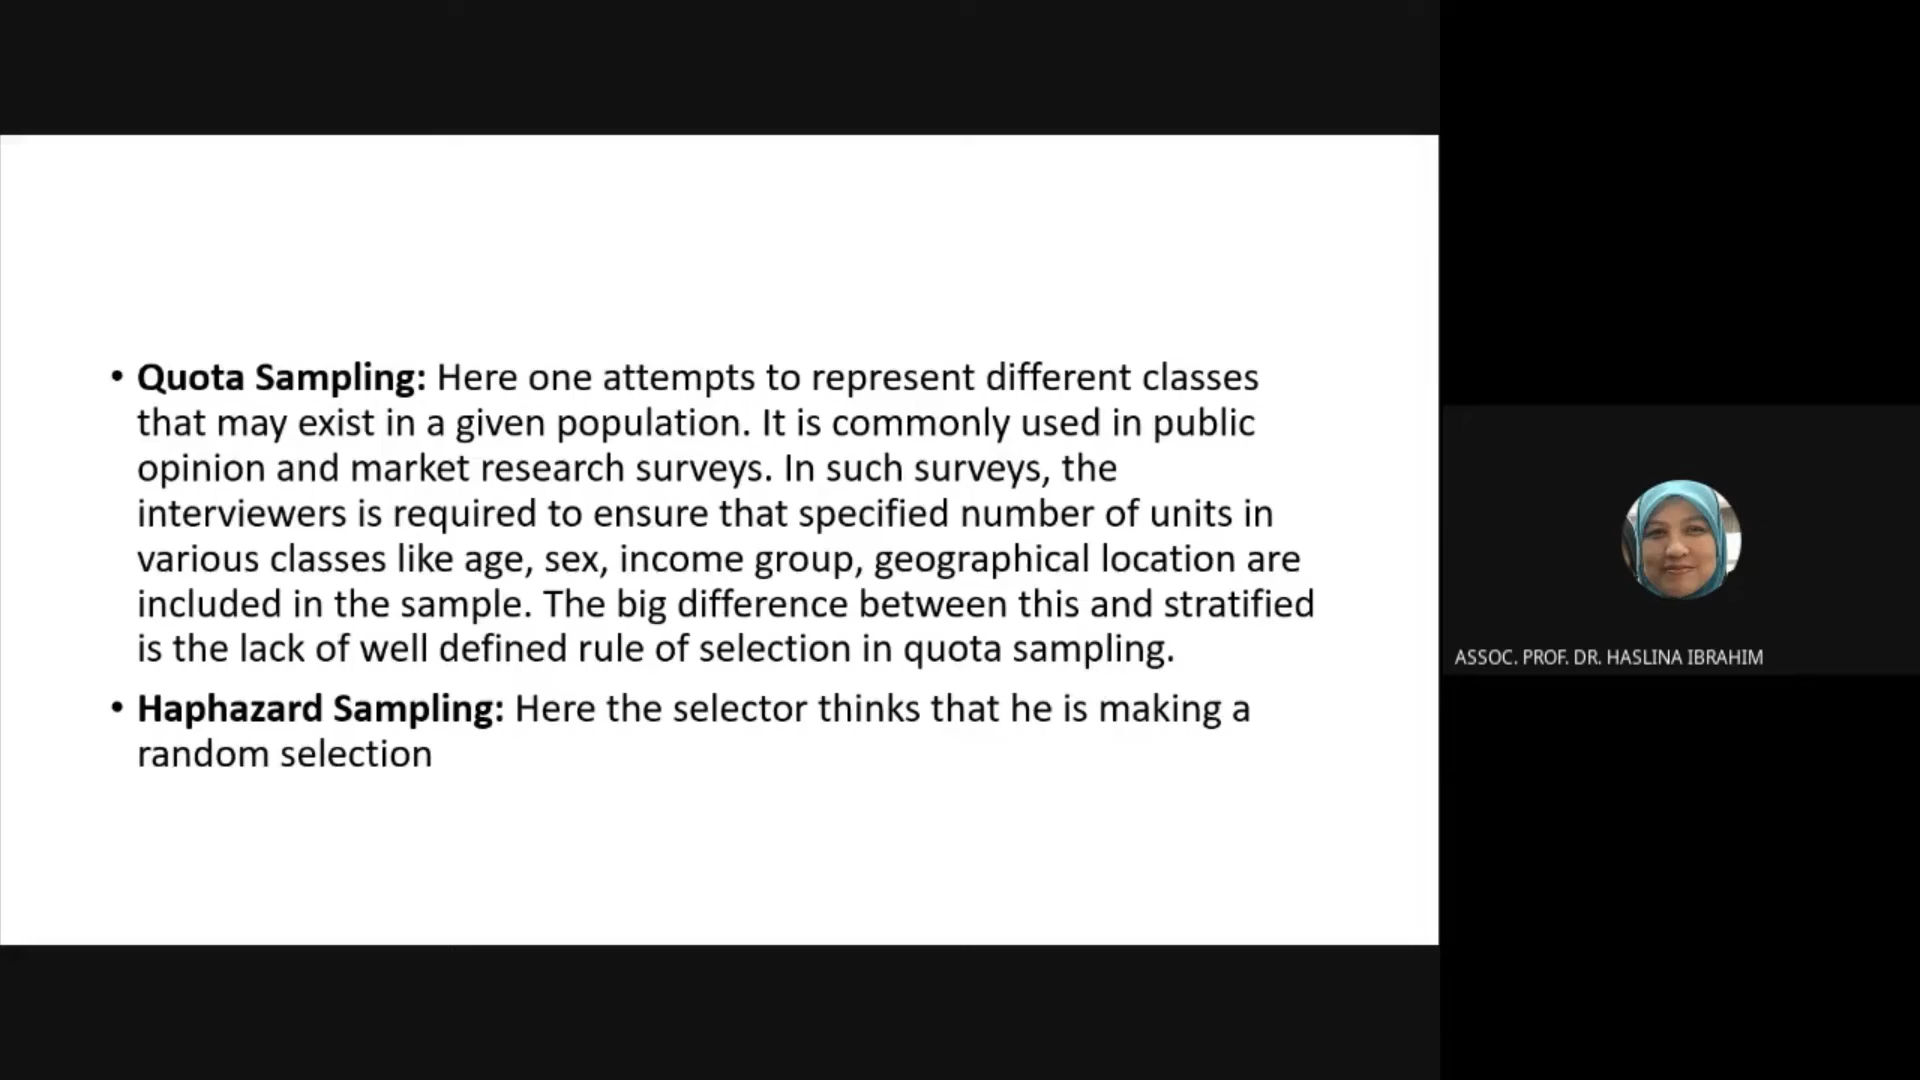 • Quota Sampling: Here one attempts to represent different classes
that may exist in a given population. It is commonly used in public
opinion and market research surveys. In such surveys, the
interviewers is required to ensure that specified number of units in
various classes like age, sex, income group, geographical location are
included in the sample. The big difference between this and stratified
is the lack of well defined rule of selection in quota sampling.
• Haphazard Sampling: Here the selector thinks that he is making a
random selection
ASSOC. PROF. DR. HASLINA IBRAHIM